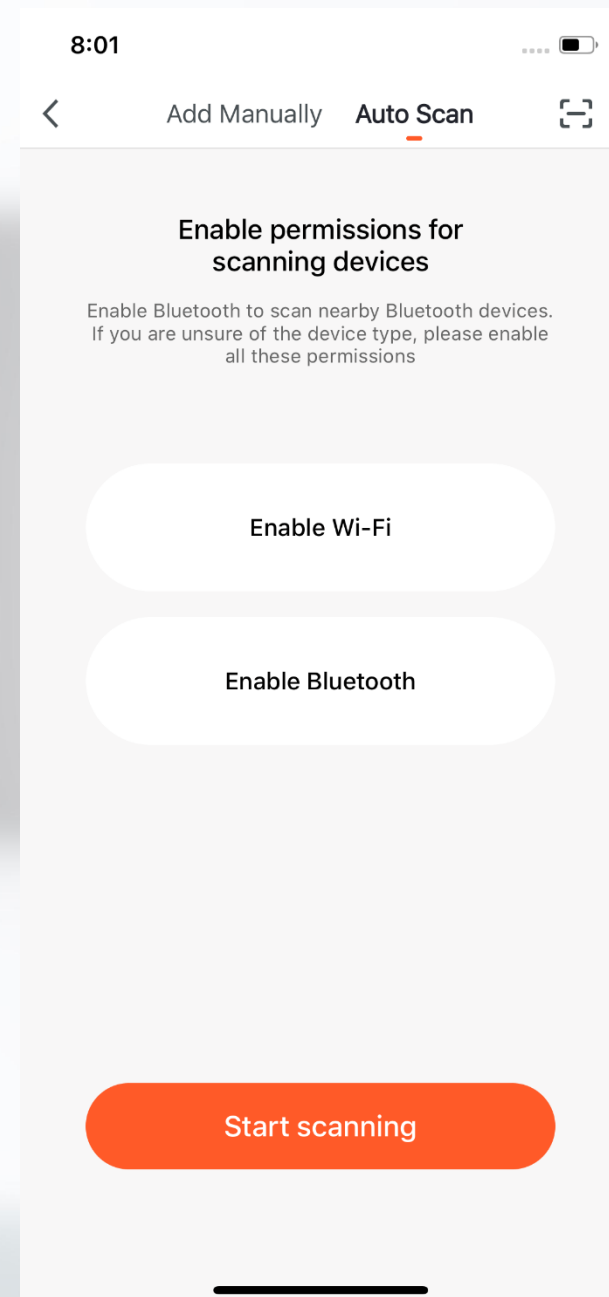 8:01
Add Manually Auto Scan
Enable permissions for
scanning devices
Enable Bluetooth to scan nearby Bluetooth devices.
If you are unsure of the device type, please enable
all these permissions
Enable Wi-Fi
Enable Bluetooth
Start scanning